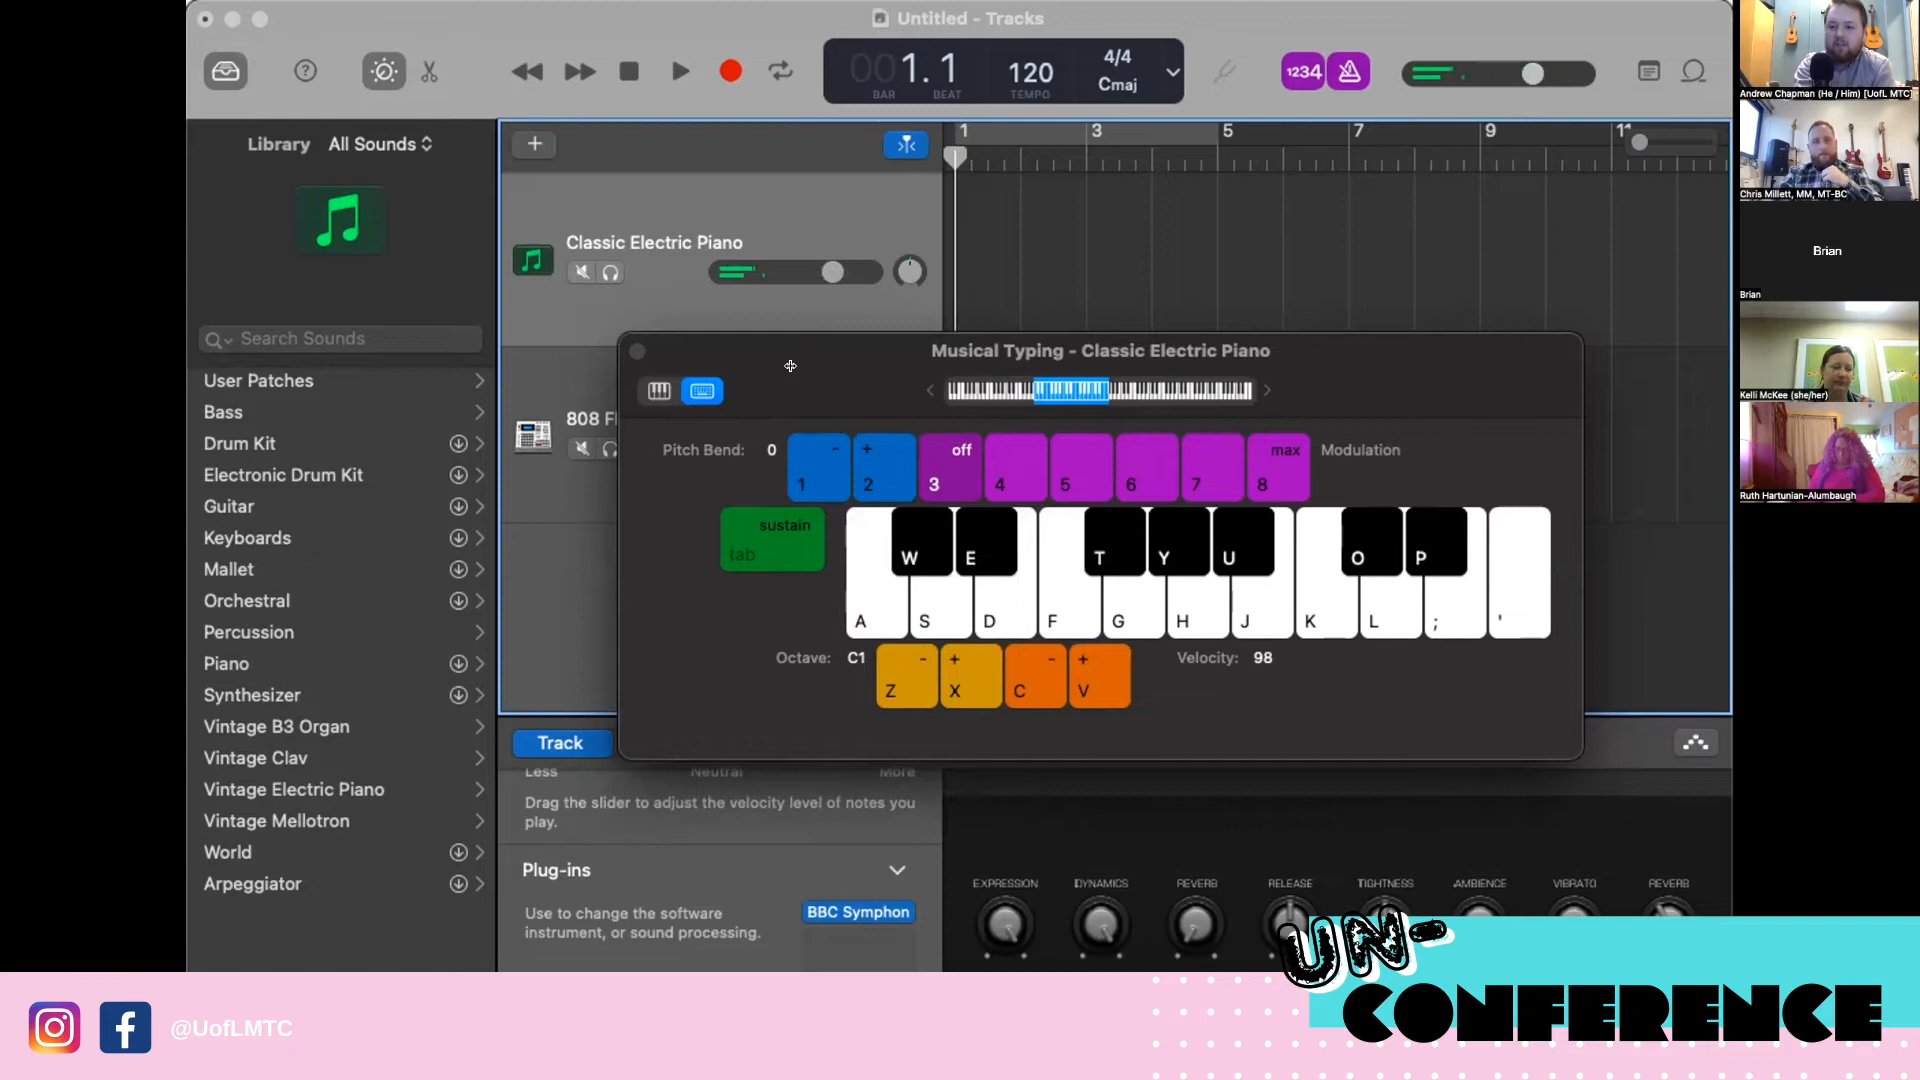 Untitled - Tracks
001.1
BAR BEAT
120
TEMPO
4/4
Cmaj
1234
Library All Sounds
Search Sounds
User Patches
Bass
Drum Kit
Electronic Drum Kit
Guitar
Keyboards
Mallet
Orchestral
Percussion
Piano
Synthesizer
Vintage B3 Organ
Vintage Clav
Vintage Electric Piano
Vintage Mellotron
World
Arpeggiator
1 3 5 7 9
Classic Electric Piano
808 Fl
Musical Typing - Classic Electric Piano
Pitch Bend: 0 - + off max Modulation
1 2 3 4 5 6 7 8
sustain
tab
W E T Y U O P
A S D F G H J K L ; '
Octave: C1 - + - + Velocity: 98
Z X C V
Track
Less Neutral More
Drag the slider to adjust the velocity level of notes you
play.
Plug-ins
Use to change the software
instrument, or sound processing.
BBC Symphon
EXPRESSION DYNAMICS REVERB RELEASE TIGHTNESS AMBIENCE VIBRATO REVERB
Andrew Chapman (He / Him) [UofL MTC]
Chris Millett, MM, MT-BC
Brian
Brian
Kelli McKee (she/her)
Ruth Hartunian-Alumbaugh
@UofLMTC
UN-
CONFERENCE